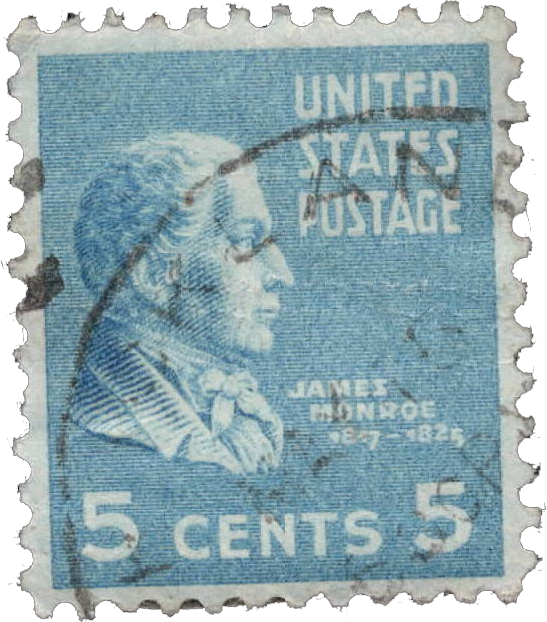 UNITED
STATES
POSTAGE
JAMES
MONROE
1817-1825
5 CENTS 5